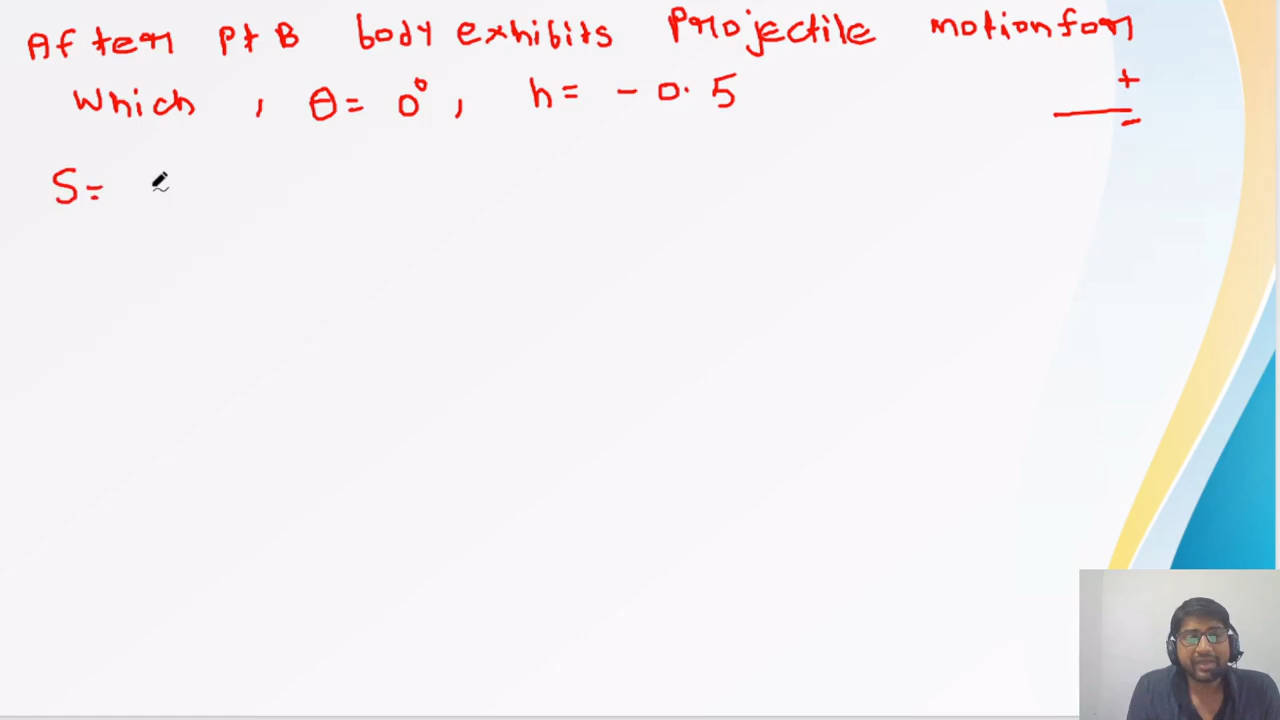 After pt B body exhibits projectile motion for
+
which , θ= 0° , h= - 0.5
-
S=